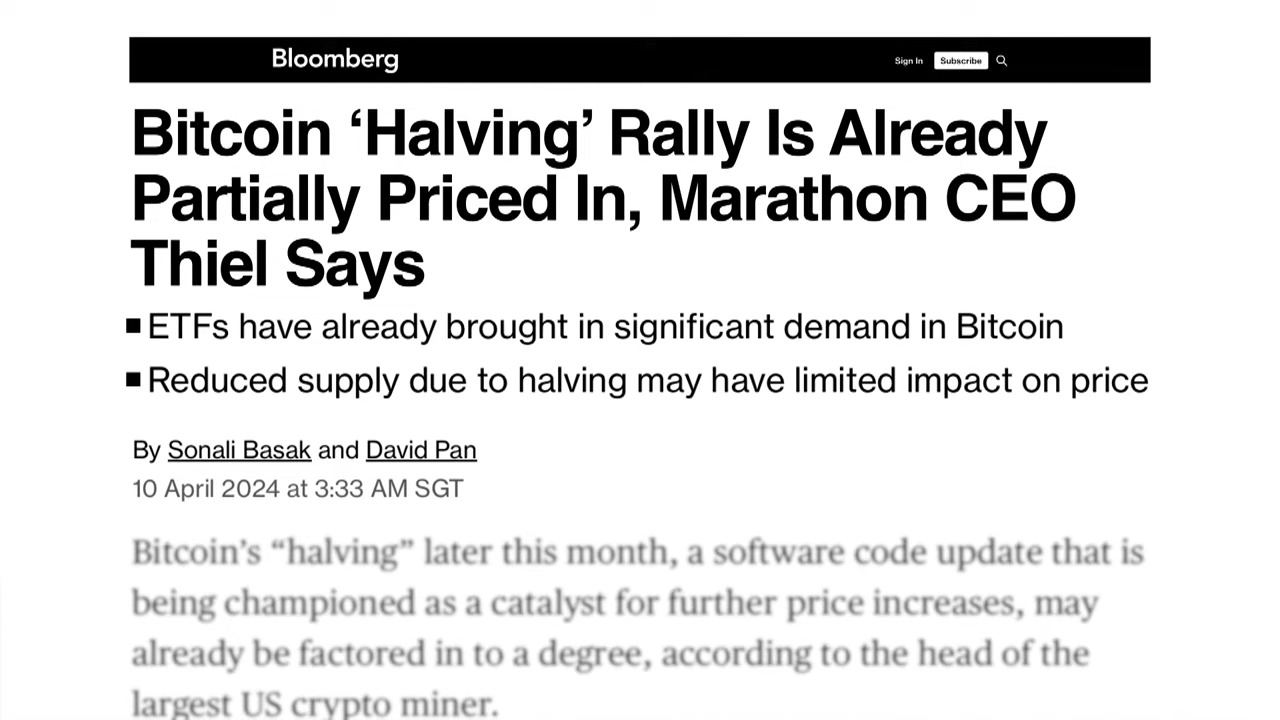 Bloomberg
Sign In Subscribe
Bitcoin ‘Halving’ Rally Is Already
Partially Priced In, Marathon CEO
Thiel Says
ETFs have already brought in significant demand in Bitcoin
Reduced supply due to halving may have limited impact on price
By Sonali Basak and David Pan
10 April 2024 at 3:33 AM SGT
Bitcoin’s “halving” later this month, a software code update that is
being championed as a catalyst for further price increases, may
already be factored in to a degree, according to the head of the
largest US crypto miner.